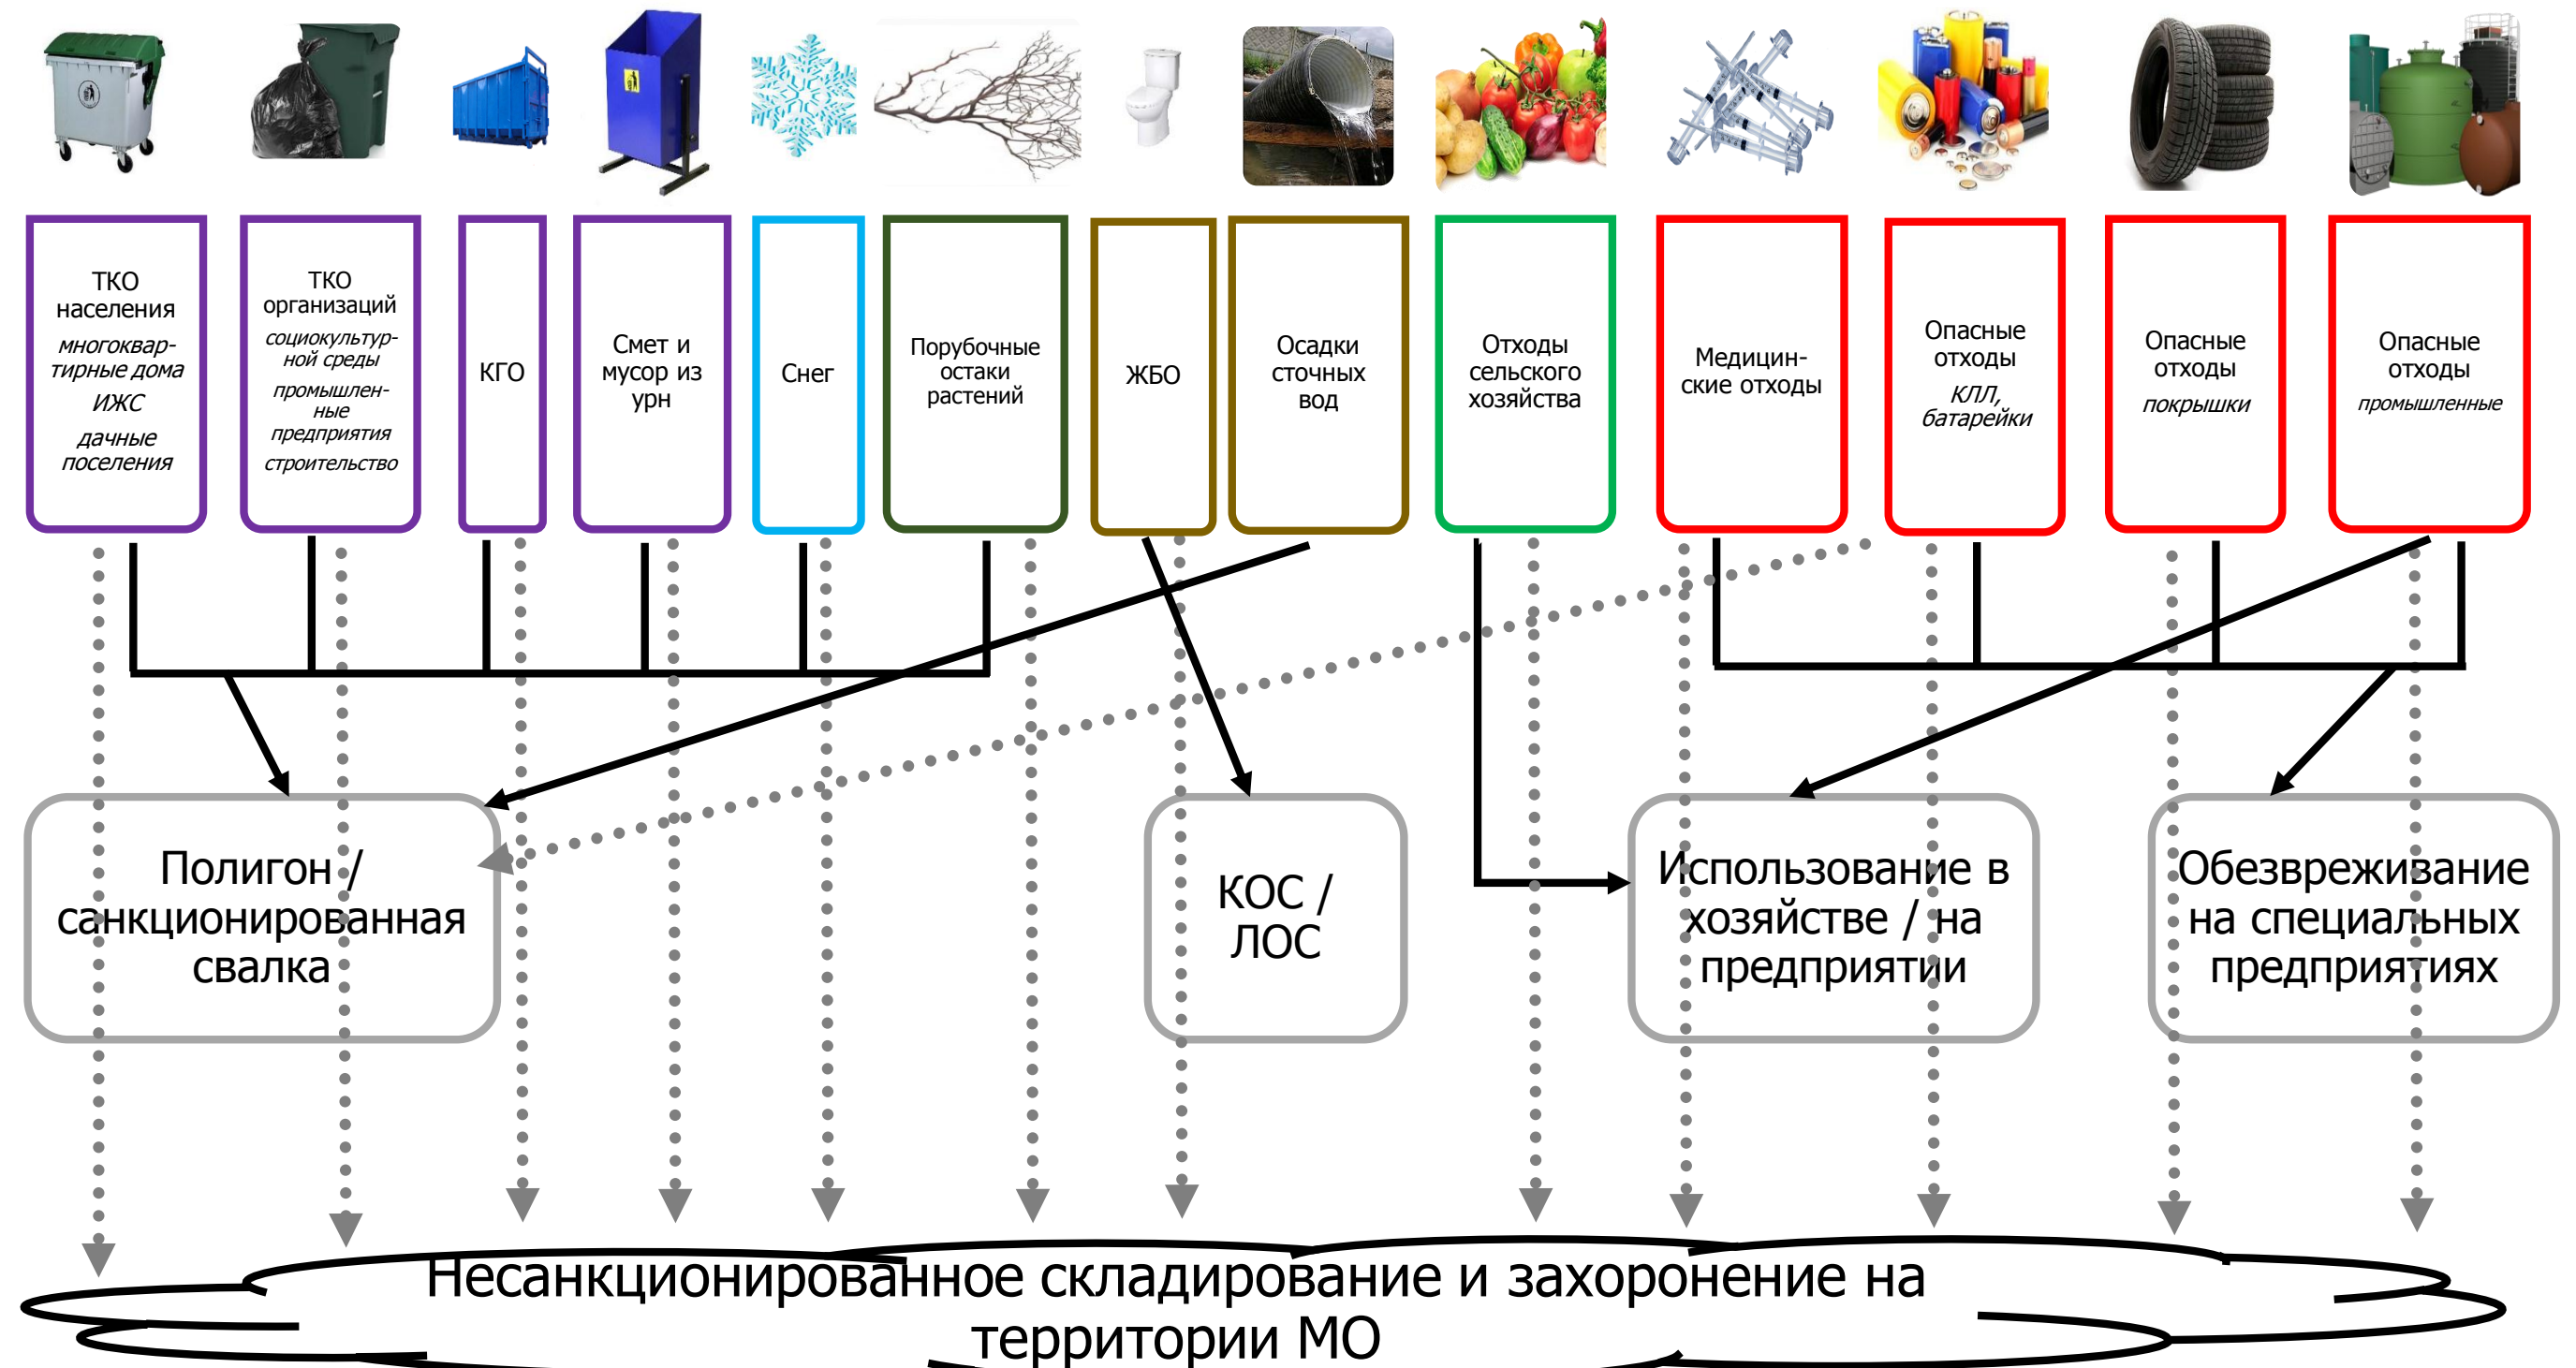 ТКО
населения
многоквар-
тирные дома
ИЖС
дачные
поселения
ТКО
организаций
социокультур-
ной среды
промышлен-
ные
предприятия
строительство
КГО
Смет и
мусор из
урн
Снег
Порубочные
остаки
растений
ЖБО
Осадки
сточных
вод
Отходы
сельского
хозяйства
Медицин-
ские отходы
Опасные
отходы
КЛЛ,
батарейки
Опасные
отходы
покрышки
Опасные
отходы
промышленные
Полигон /
санкционированная
свалка
КОС /
ЛОС
Использование в
хозяйстве / на
предприятии
Обезвреживание
на специальных
предприятиях
Несанкционированное складирование и захоронение на
территории МО